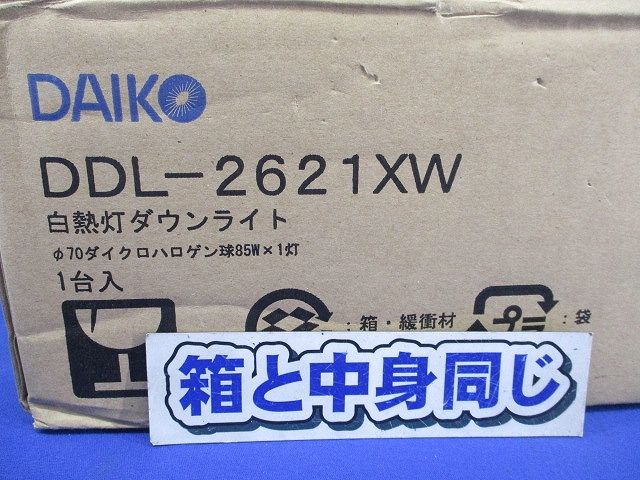 DAIKO
DDL-2621XW
白熱灯ダウンライト
φ70ダイクロハロゲン球85W×1灯
1台入
:箱・緩衝材
プラ
:袋
箱と中身同じ